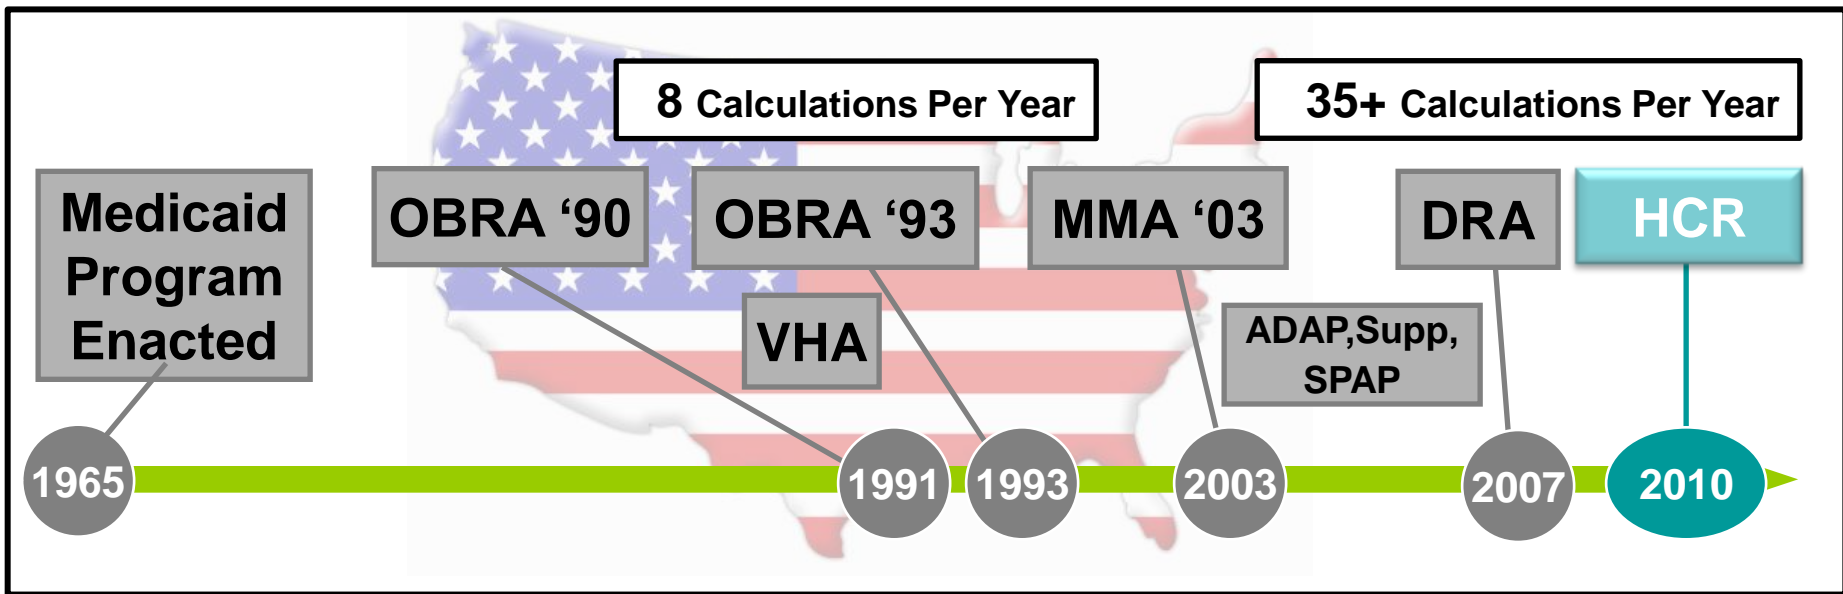 8 Calculations Per Year
35+ Calculations Per Year
Medicaid
Program
Enacted
OBRA ‘90
OBRA ‘93
MMA ‘03
DRA
HCR
VHA
ADAP,Supp,
SPAP
1965
1991
1993
2003
2007
2010